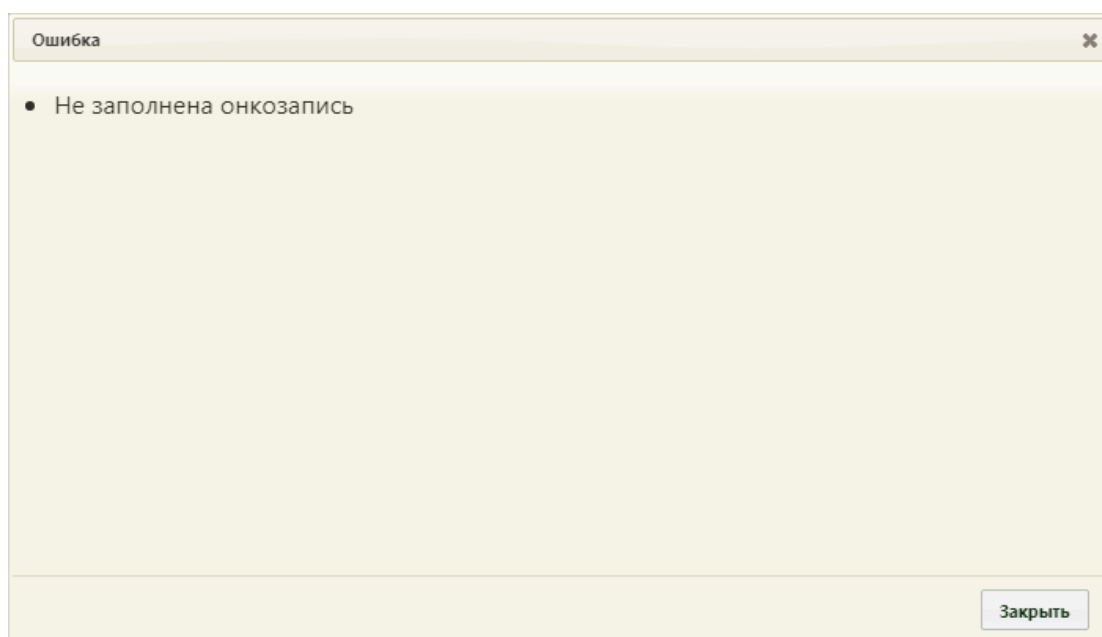 Ошибка
Не заполнена онкозапись
Закрыть